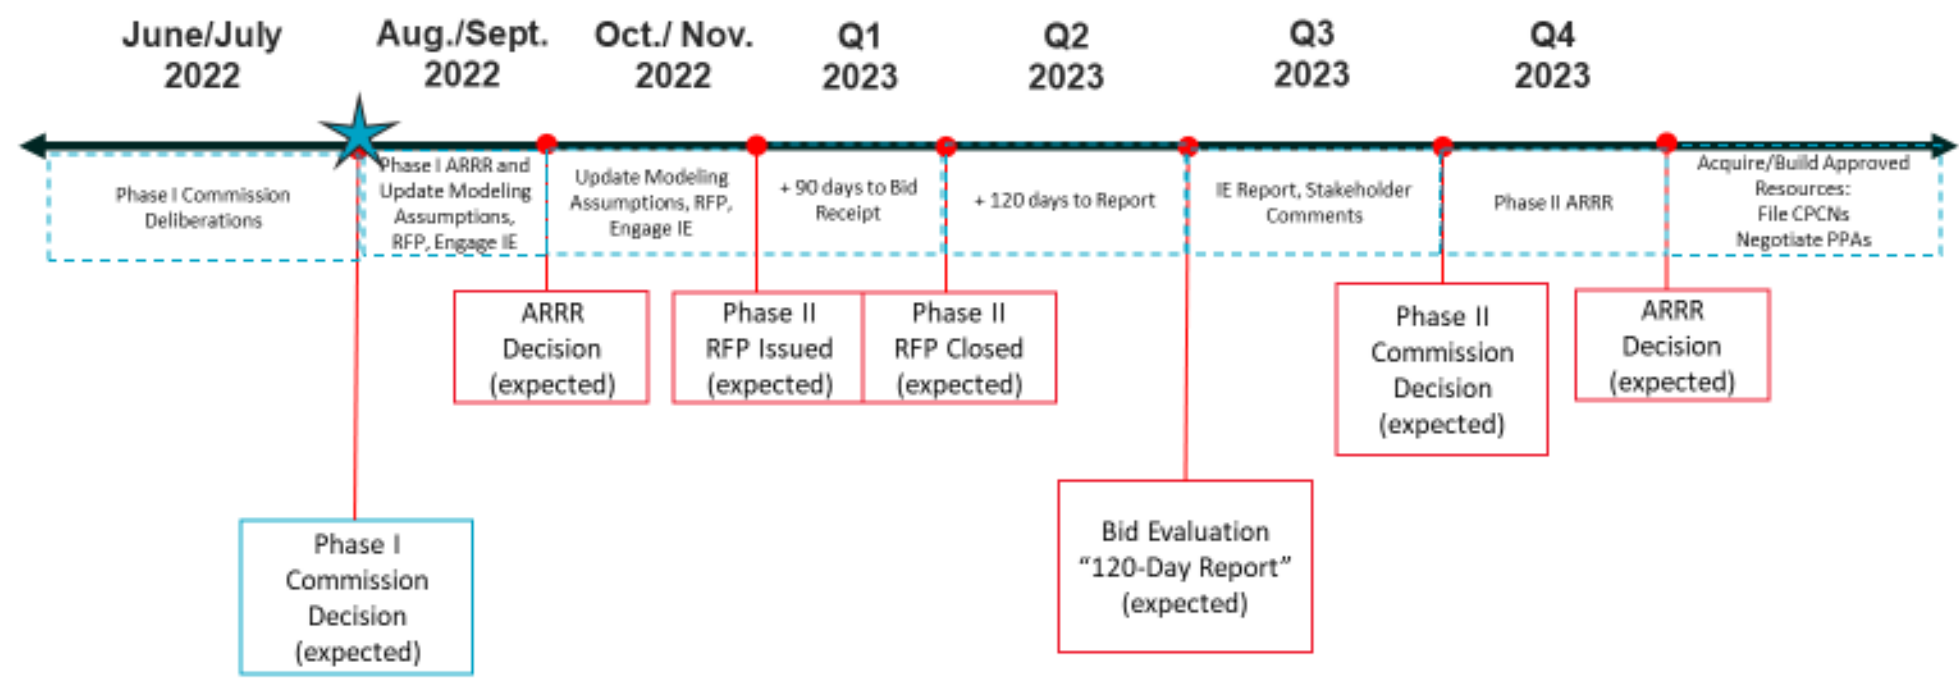 June/July
2022
Aug./Sept.
2022
Oct./ Nov.
2022
Q1
2023
Q2
2023
Q3
2023
Q4
2023
Phase I Commission
Deliberations
Phase I ARRR and
Update Modeling
Assumptions,
RFP, Engage IE
Update Modeling
Assumptions, RFP,
Engage IE
+ 90 days to Bid
Receipt
+ 120 days to Report
IE Report, Stakeholder
Comments
Phase II ARRR
Acquire/Build Approved
Resources:
File CPCNs
Negotiate PPAs
ARRR
Decision
(expected)
Phase II
RFP Issued
(expected)
Phase II
RFP Closed
(expected)
Phase II
Commission
Decision
(expected)
ARRR
Decision
(expected)
Phase I
Commission
Decision
(expected)
Bid Evaluation
“120-Day Report”
(expected)